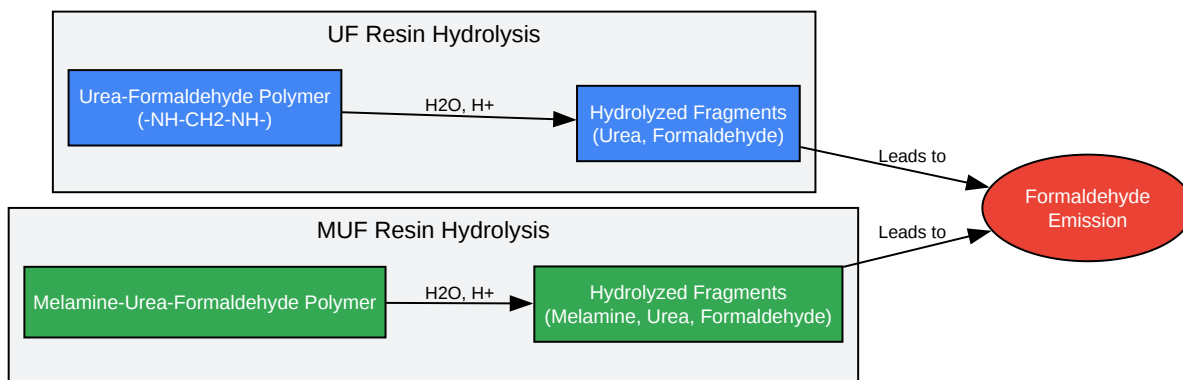 UF Resin Hydrolysis
Urea-Formaldehyde Polymer
(-NH-CH2-NH-)
H2O, H+
Hydrolyzed Fragments
(Urea, Formaldehyde)
Leads to
Formaldehyde
Emission
MUF Resin Hydrolysis
Melamine-Urea-Formaldehyde Polymer
H2O, H+
Hydrolyzed Fragments
(Melamine, Urea, Formaldehyde)
Leads to